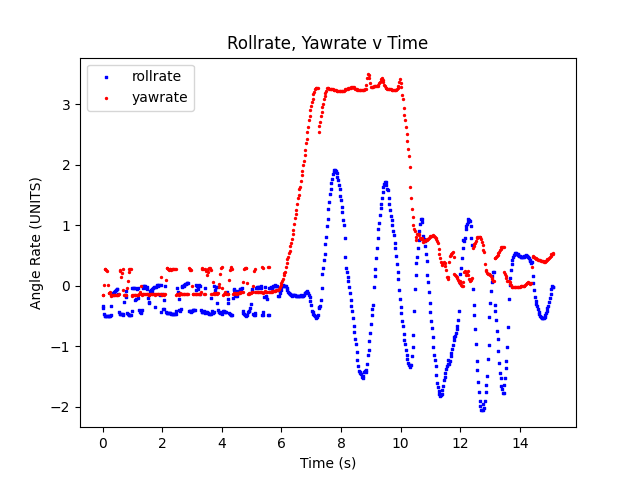 Rollrate, Yawrate v Time
rollrate
yawrate
Angle Rate (UNITS)
3
2
1
0
−1
−2
0 2 4 6 8 10 12 14
Time (s)